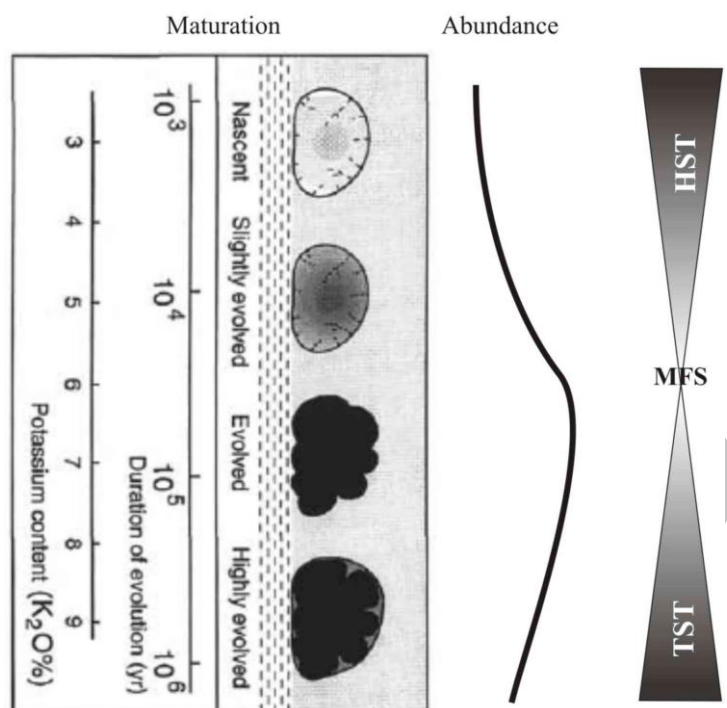 Maturation
Abundance
Nascent
Slightly evolved
Evolved
Highly evolved
10³
10⁴
10⁵
10⁶
Duration of evolution (yr)
3
4
5
6
7
8
9
Potassium content (K₂O%)
HST
MFS
TST